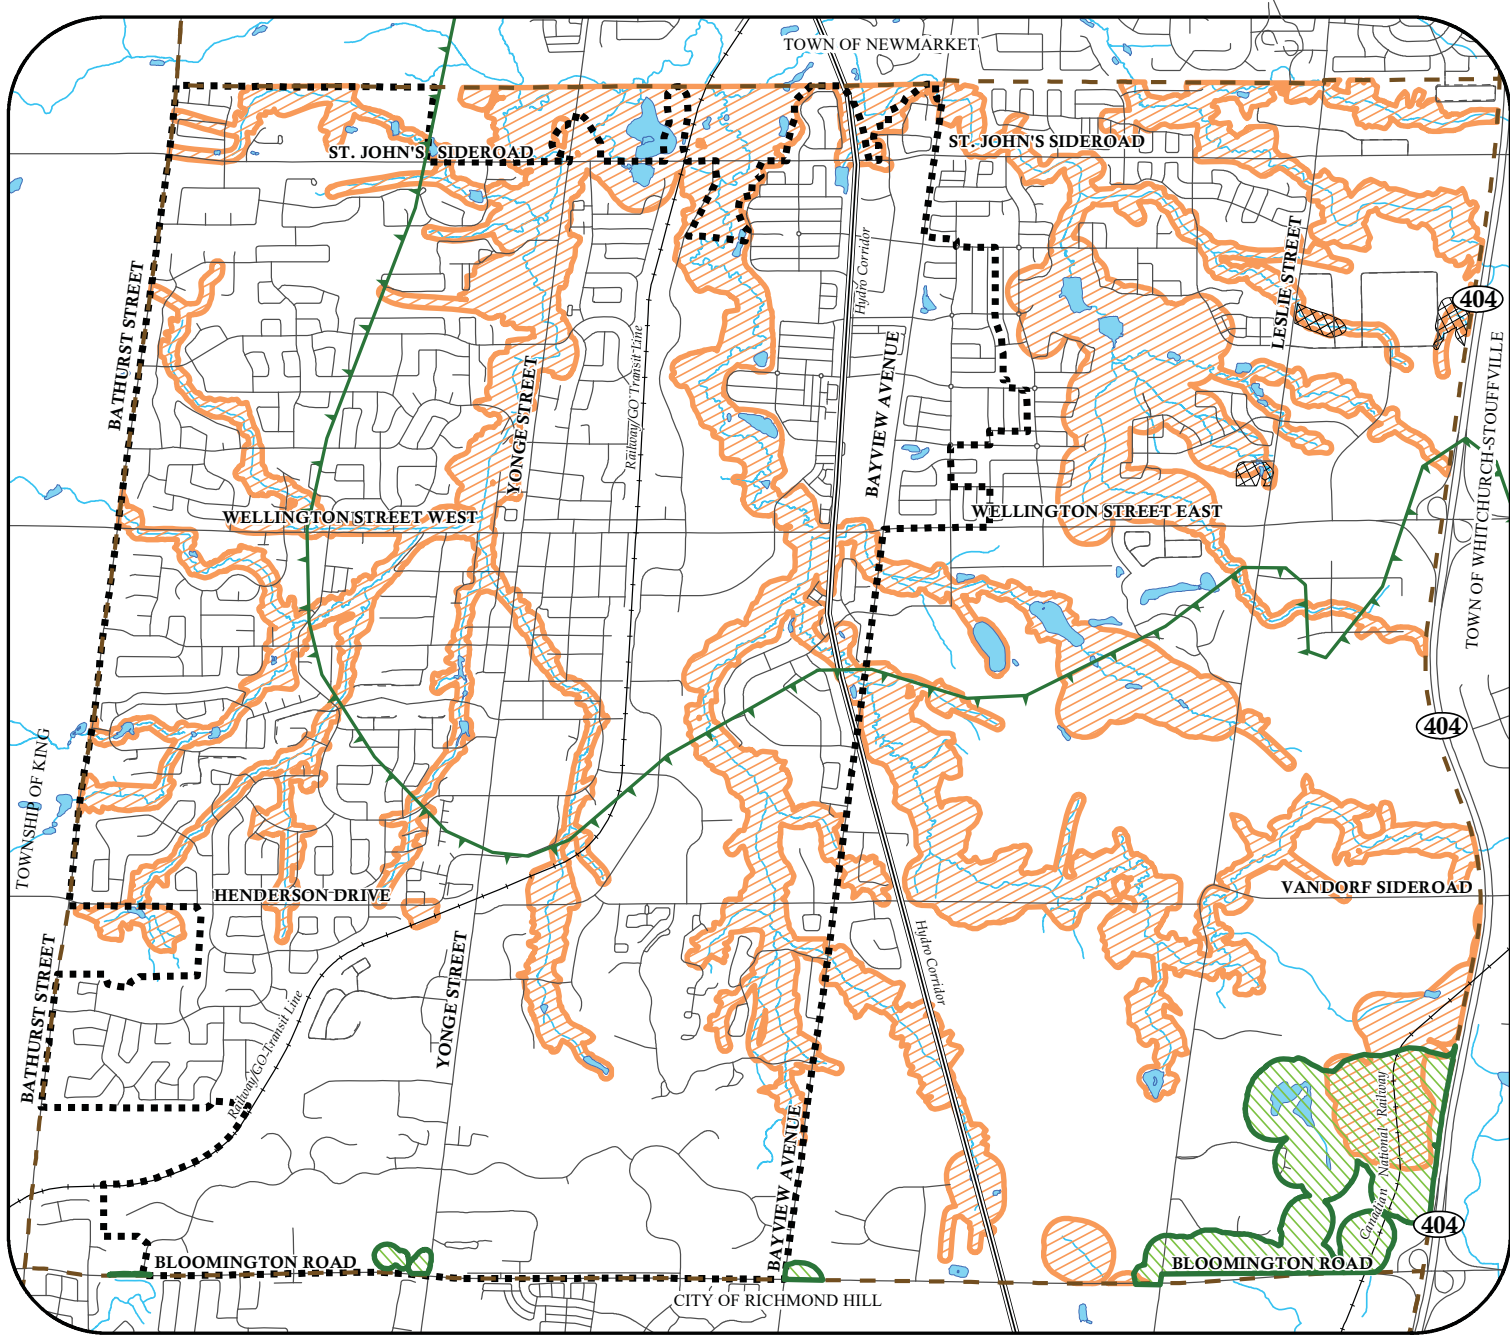 TOWN OF NEWMARKET
ST. JOHN'S SIDEROAD
ST. JOHN'S SIDEROAD
BATHURST STREET
YONGE STREET
Railway/GO Transit Line
Hydro Corridor
BAYVIEW AVENUE
LESLIE STREET
404
TOWN OF WHITCHURCH-STOUFFVILLE
WELLINGTON STREET WEST
WELLINGTON STREET EAST
404
TOWNSHIP OF KING
HENDERSON DRIVE
VANDORF SIDEROAD
BATHURST STREET
YONGE STREET
Railway/GO Transit Line
Hydro Corridor
BAYVIEW AVENUE
Canadian National Railway
404
BLOOMINGTON ROAD
BLOOMINGTON ROAD
CITY OF RICHMOND HILL